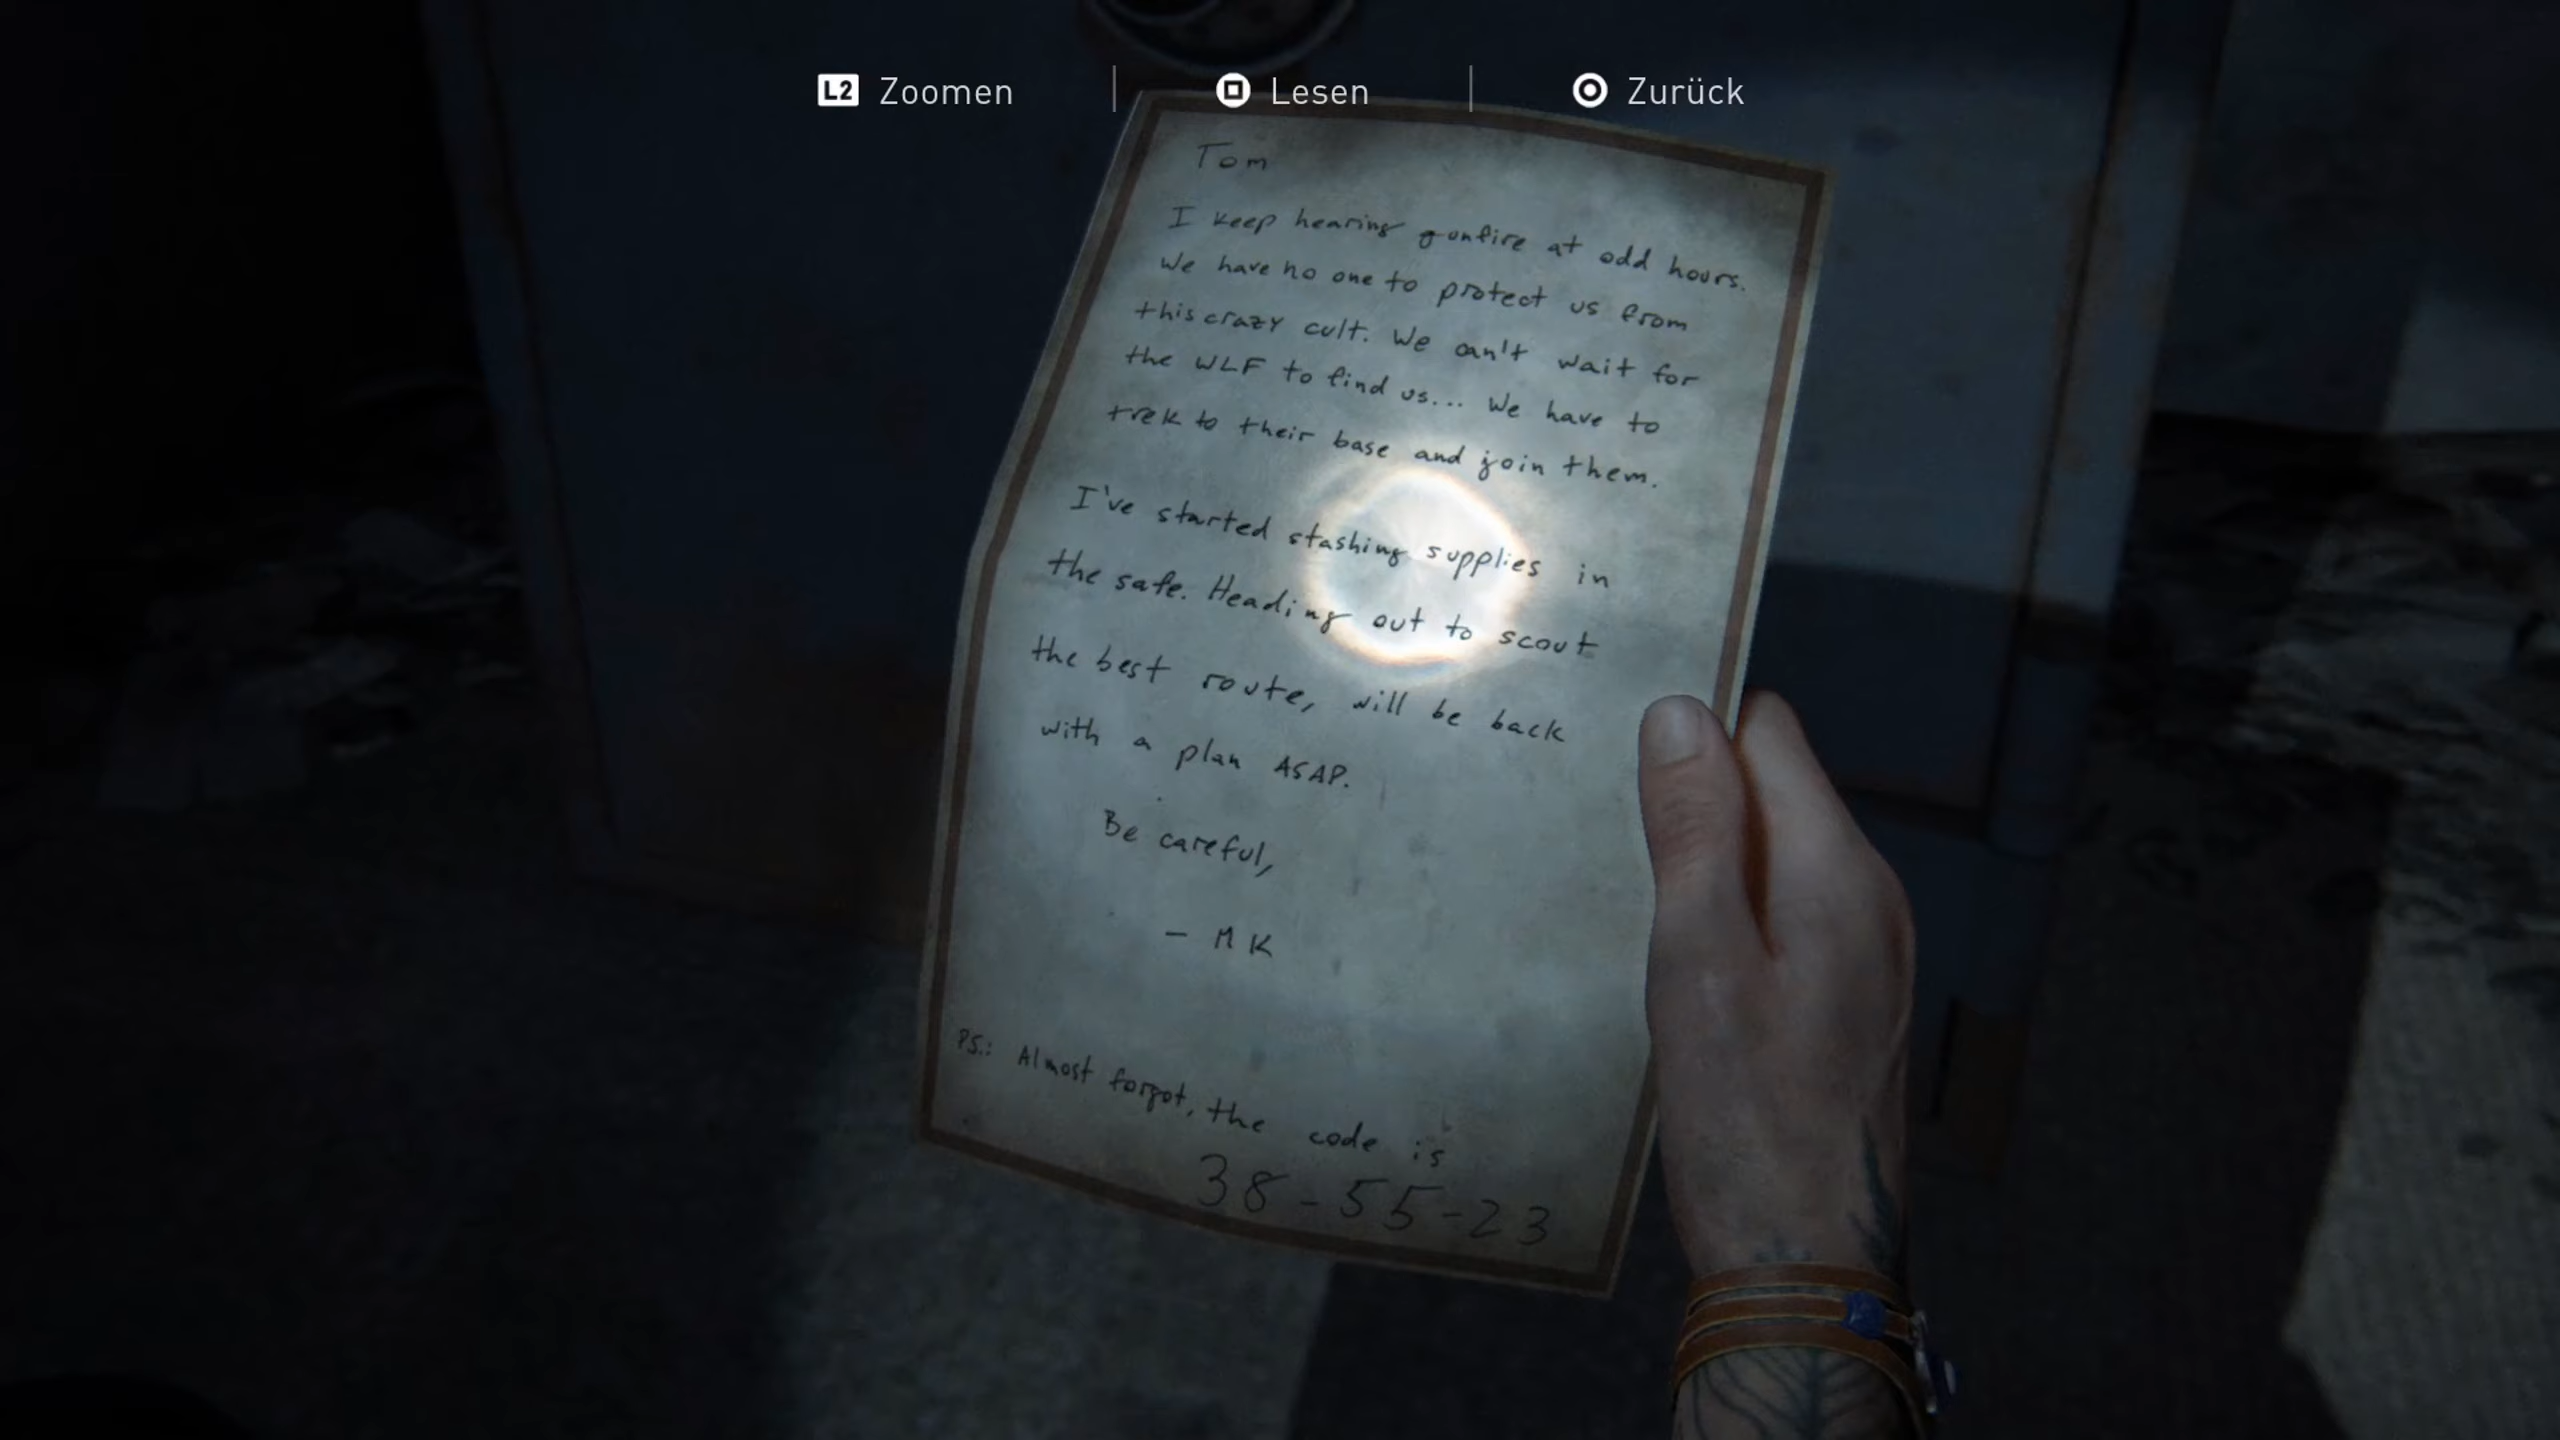 L2 Zoomen Lesen Zurück
Tom
I keep hearing gunfire at odd hours.
We have no one to protect us from
this crazy cult. We can't wait for
the WLF to find us... We have to
trek to their base and join them.
I've started stashing supplies in
the safe. Heading out to scout
the best route, will be back
with a plan ASAP.
Be careful,
- MK
PS.: Almost forgot, the code is
38-55-23